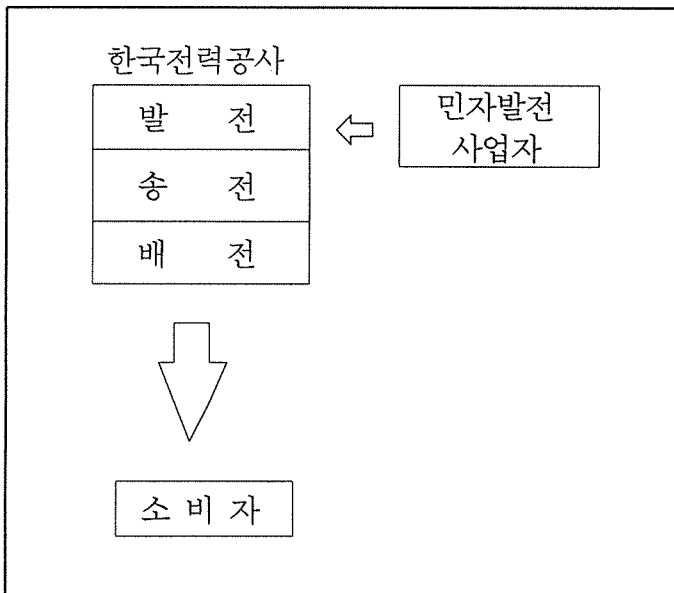 한국전력공사
발 전
민자발전
사업자
송 전
배 전
소 비 자